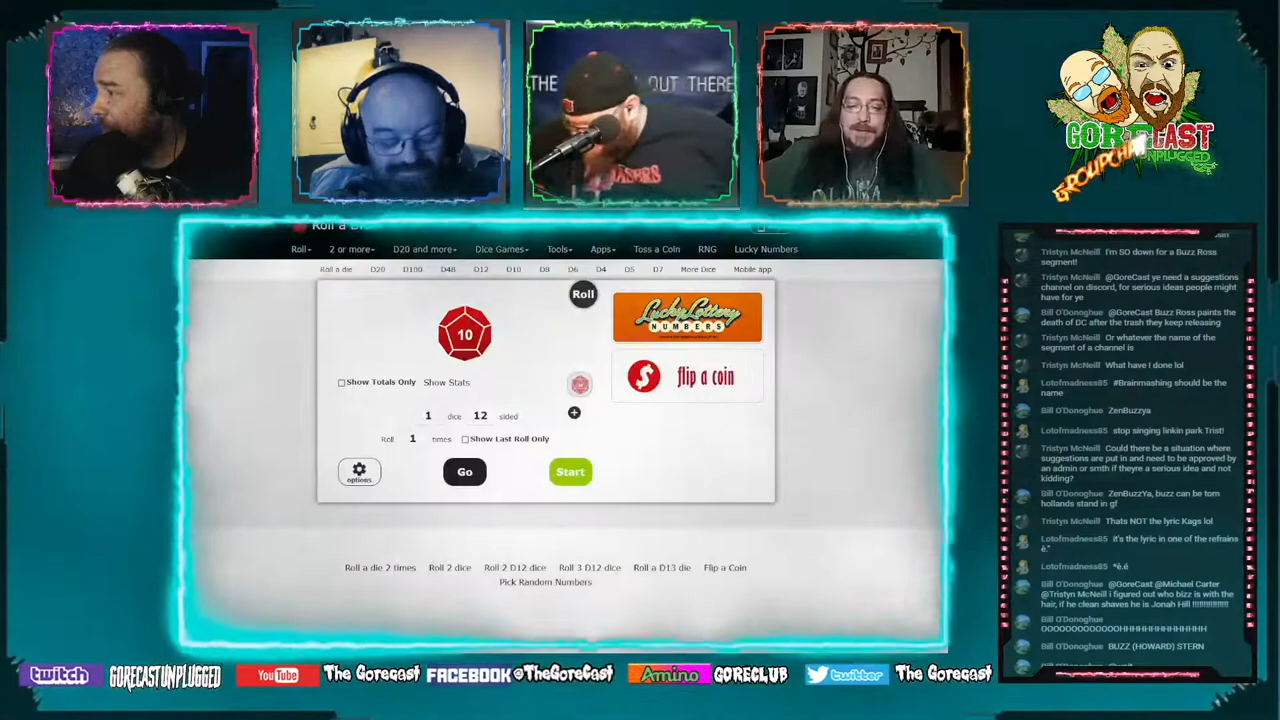 THE
OUT THERE
GORECAST
GROUPCHAT
UNPLUGGED
Roll
2 or more
D20 and more
Dice Games
Tools
Apps
Toss a Coin
RNG
Lucky Numbers
Roll a die
D20
D100
D48
D12
D10
D8
D6
D4
D5
D7
More Dice
Mobile app
Roll
10
Lucky Lottery
NUMBERS
Show Totals Only
Show Stats
flip a coin
1 dice 12 sided
Roll 1 times
Show Last Roll Only
options
Go
Start
Roll a die 2 times
Roll 2 dice
Roll 2 D12 dice
Roll 3 D12 dice
Roll a D13 die
Flip a Coin
Pick Random Numbers
Tristyn McNeill I'm SO down for a Buzz Ross
segment!
Tristyn McNeill @GoreCast ye need a suggestions
channel on discord, for serious ideas people might
have for ye
Bill O'Donoghue @GoreCast Buzz Ross paints the
death of DC after the trash they keep releasing
Tristyn McNeill Or whatever the name of the
segment of a channel is
Tristyn McNeill What have I done lol
Lotofmadness85 #Brainmashing should be the
name
Bill O'Donoghue ZenBuzzya
Lotofmadness85 stop singing linkin park Trist!
Tristyn McNeill Could there be a situation where
suggestions are put in and need to be approved by
an admin or smth if theyre a serious idea and not
kidding?
Bill O'Donoghue ZenBuzzYa, buzz can be tom
hollands stand in gf
Tristyn McNeill Thats NOT the lyric Kags lol
Lotofmadness85 it's the lyric in one of the refrains
è."
Lotofmadness85 *è.é
Bill O'Donoghue @GoreCast @Michael Carter
@Tristyn McNeill i figured out who bizz is with the
hair, if he clean shaves he is Jonah Hill !!!!!!!!!!!!!!!!
Bill O'Donoghue
OOOOOOOOOOOOOHHHHHHHHHHHHHH
Bill O'Donoghue BUZZ (HOWARD) STERN
twitch
GORECASTUNPLUGGED
YouTube
The Gorecast
FACEBOOK
@TheGoreCast
Amino
GORECLUB
twitter
The Gorecast